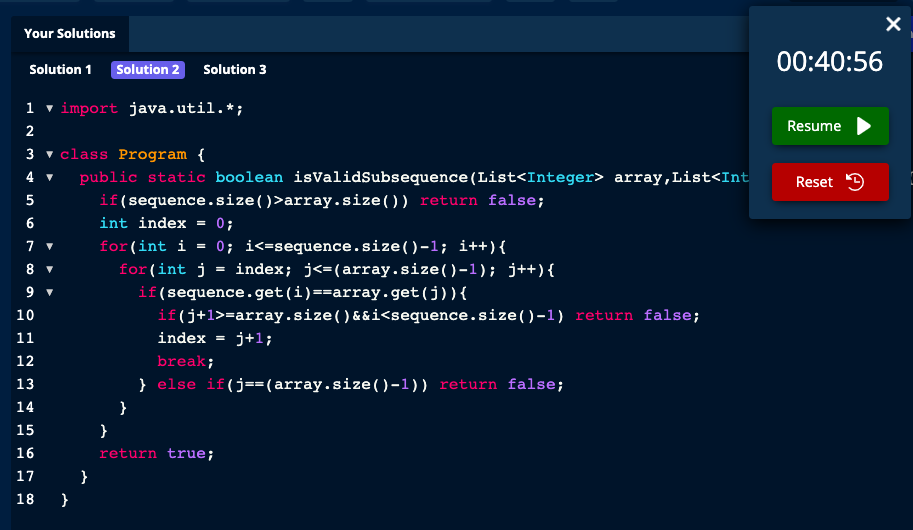 Your Solutions
00:40:56
Solution 1 Solution 2 Solution 3
Resume
Reset
1 import java.util.*;
2
3 class Program {
4 public static boolean isValidSubsequence(List<Integer> array,List<Int
5 if(sequence.size()>array.size()) return false;
6 int index = 0;
7 for(int i = 0; i<=sequence.size()-1; i++){
8 for(int j = index; j<=(array.size()-1); j++){
9 if(sequence.get(i)==array.get(j)){
10 if(j+1>=array.size()&&i<sequence.size()-1) return false;
11 index = j+1;
12 break;
13 } else if(j==(array.size()-1)) return false;
14 }
15 }
16 return true;
17 }
18 }